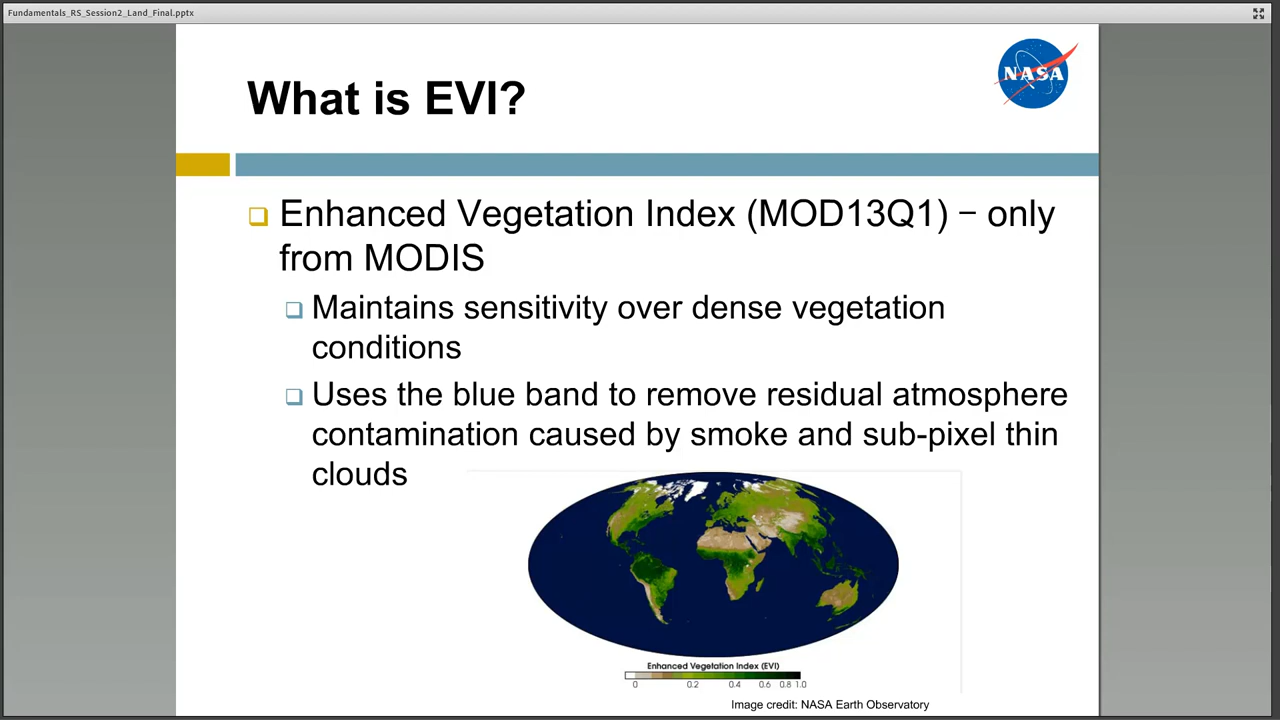 Fundamentals_RS_Session2_Land_Final.pptx
NASA
What is EVI?
Enhanced Vegetation Index (MOD13Q1) – only
from MODIS
Maintains sensitivity over dense vegetation
conditions
Uses the blue band to remove residual atmosphere
contamination caused by smoke and sub-pixel thin
clouds
Enhanced Vegetation Index (EVI)
0 0.2 0.4 0.6 0.8 1.0
Image credit: NASA Earth Observatory